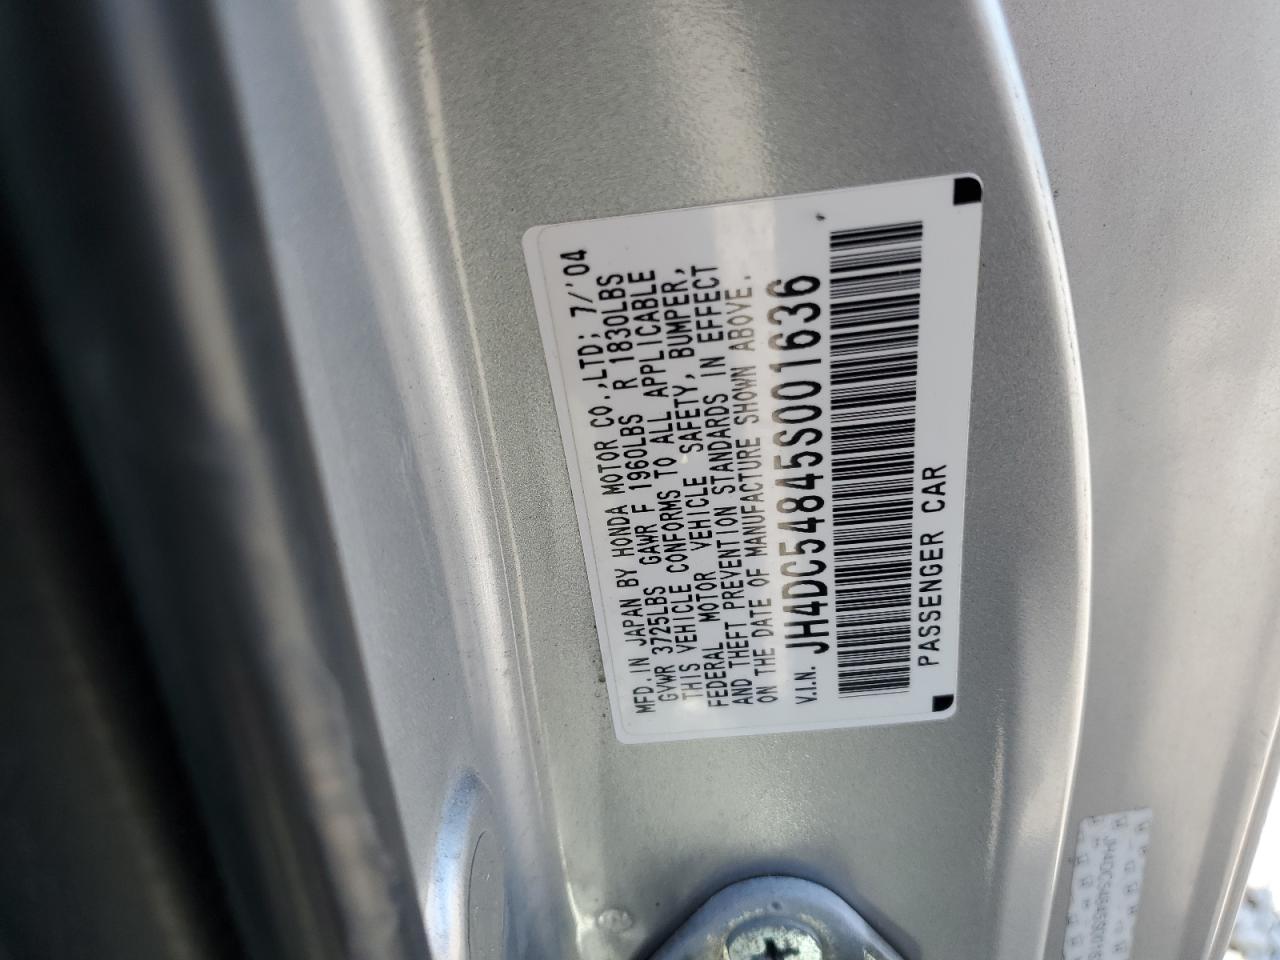 MFD. IN JAPAN BY HONDA MOTOR CO.,LTD; 7/'04
GVWR 3725LBS GAWR F 1960LBS R 1830LBS
THIS VEHICLE CONFORMS TO ALL APPLICABLE
FEDERAL MOTOR VEHICLE SAFETY, BUMPER,
AND THEFT PREVENTION STANDARDS IN EFFECT
ON THE DATE OF MANUFACTURE SHOWN ABOVE.
V.I.N. JH4DC54845S001636
PASSENGER CAR